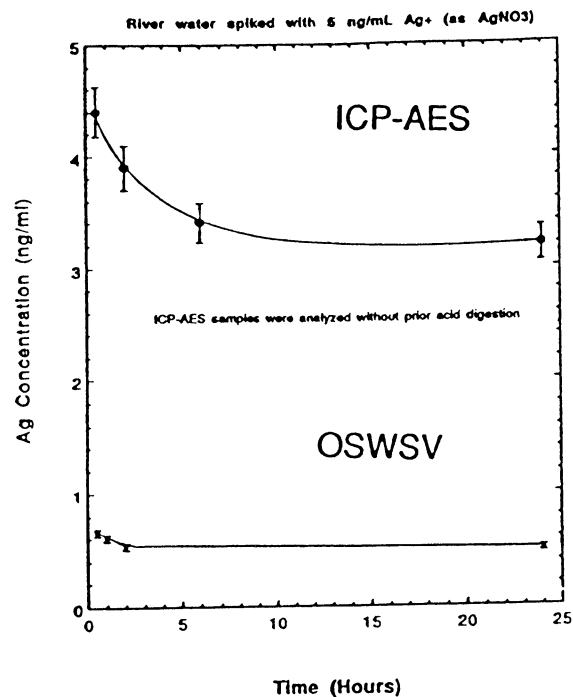 River water spiked with 5 ng/mL Ag+ (as AgNO3)
5
4
3
2
1
0
Ag Concentration (ng/ml)
ICP-AES
ICP-AES samples were analyzed without prior acid digestion
OSWSV
0
5
10
15
20
25
Time (Hours)